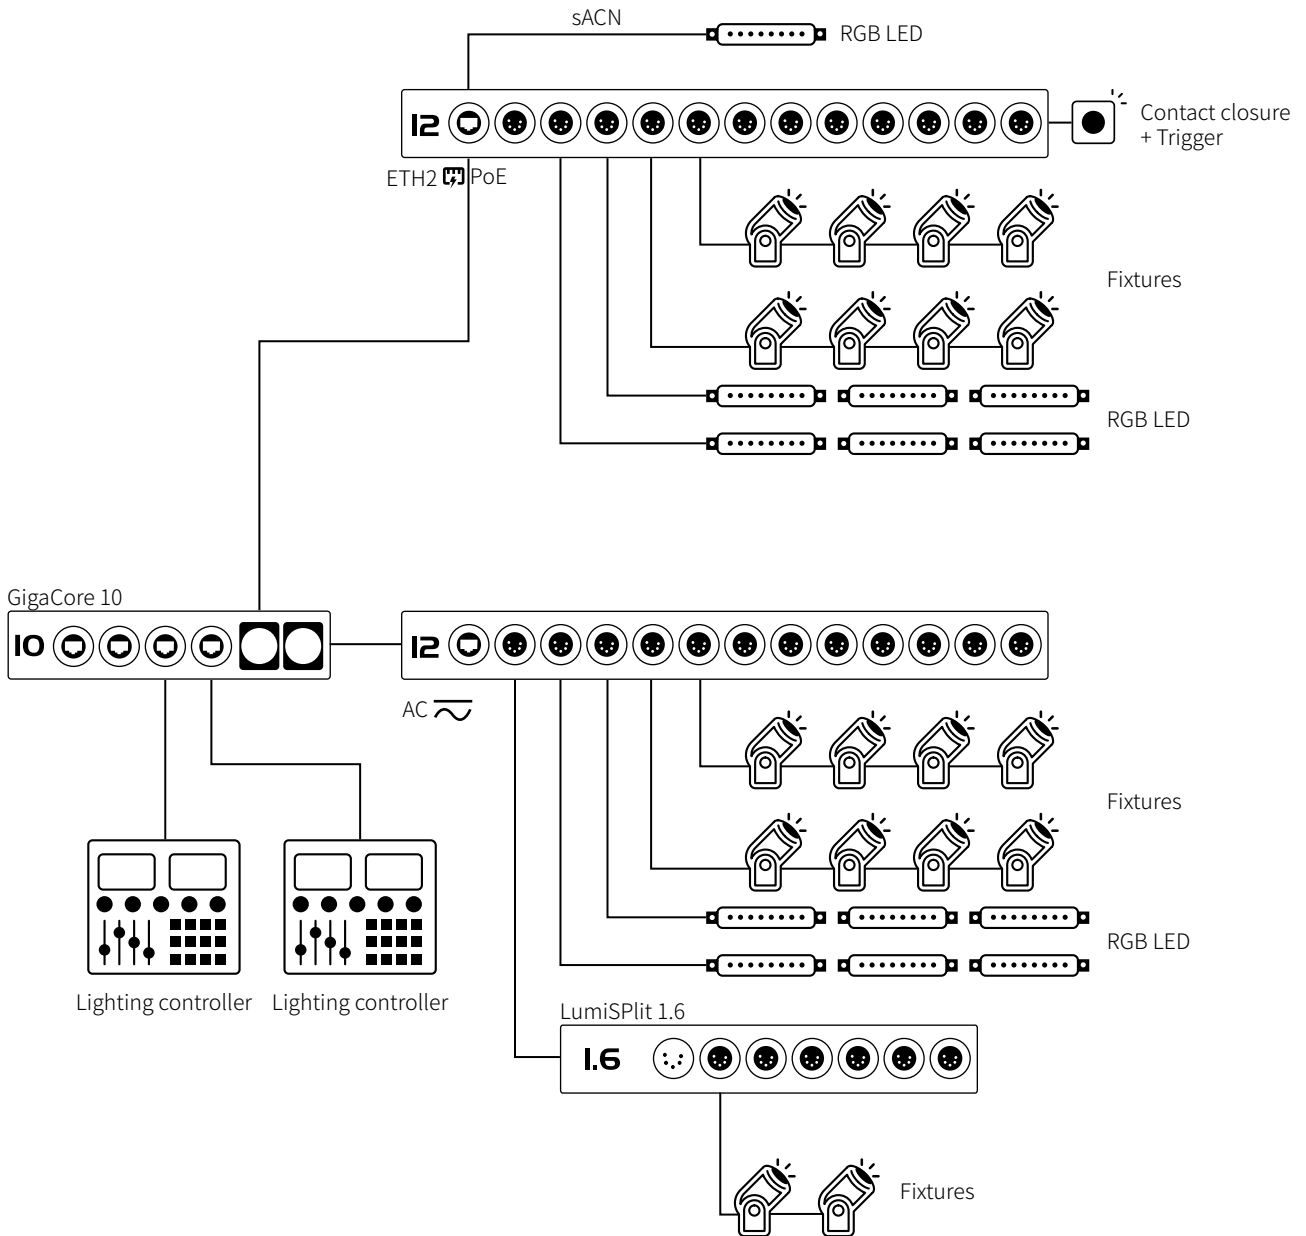 sACN
RGB LED
12
Contact closure
+ Trigger
ETH2 PoE
Fixtures
RGB LED
GigaCore 10
10
12
AC
Fixtures
RGB LED
Lighting controller
Lighting controller
LumiSPlit 1.6
1.6
Fixtures